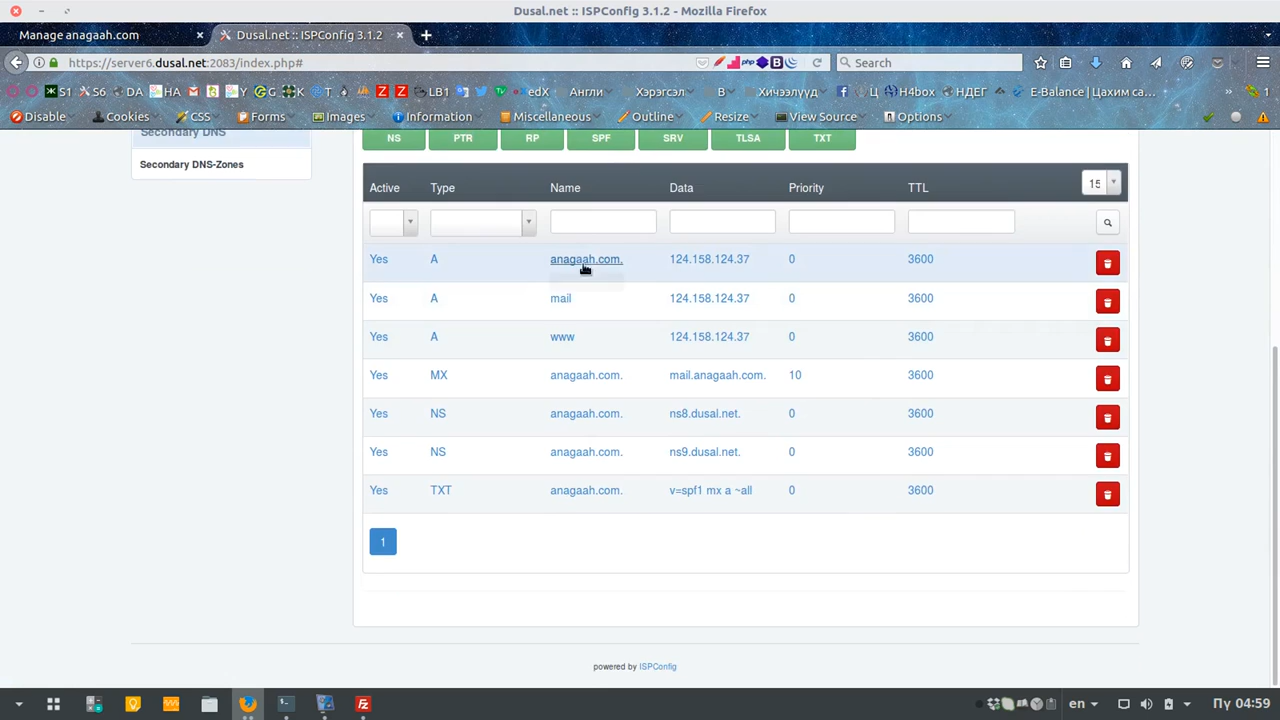 Dusal.net :: ISPConfig 3.1.2 - Mozilla Firefox
Manage anagaah.com
Dusal.net :: ISPConfig 3.1.2
https://server6.dusal.net:2083/index.php#
php
B
Search
S1 S6 DA HA Y G K T Z Z LB1 edX Англи Хэрэгсэл В Хичээлүүд Ц H4box НДЕГ E-Balance | Цахим са… 1
Disable Cookies CSS Forms Images Information Miscellaneous Outline Resize View Source Options
Secondary DNS
NS PTR RP SPF SRV TLSA TXT
Secondary DNS-Zones
Active Type Name Data Priority TTL 15
Yes A anagaah.com. 124.158.124.37 0 3600
Yes A mail 124.158.124.37 0 3600
Yes A www 124.158.124.37 0 3600
Yes MX anagaah.com. mail.anagaah.com. 10 3600
Yes NS anagaah.com. ns8.dusal.net. 0 3600
Yes NS anagaah.com. ns9.dusal.net. 0 3600
Yes TXT anagaah.com. v=spf1 mx a ~all 0 3600
1
powered by ISPConfig
en Пү 04:59